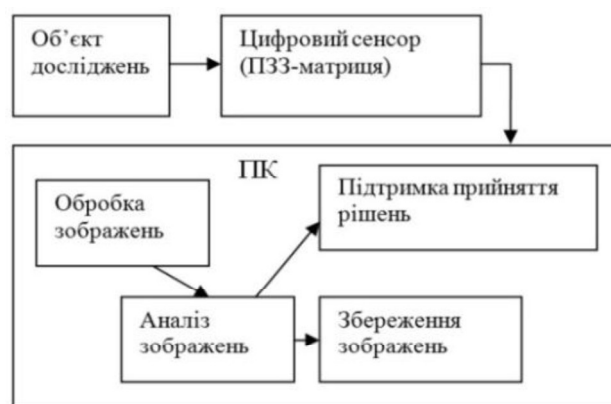 Об’єкт
досліджень
Цифровий сенсор
(ПЗЗ-матриця)
ПК
Обробка
зображень
Підтримка прийняття
рішень
Аналіз
зображень
Збереження
зображень